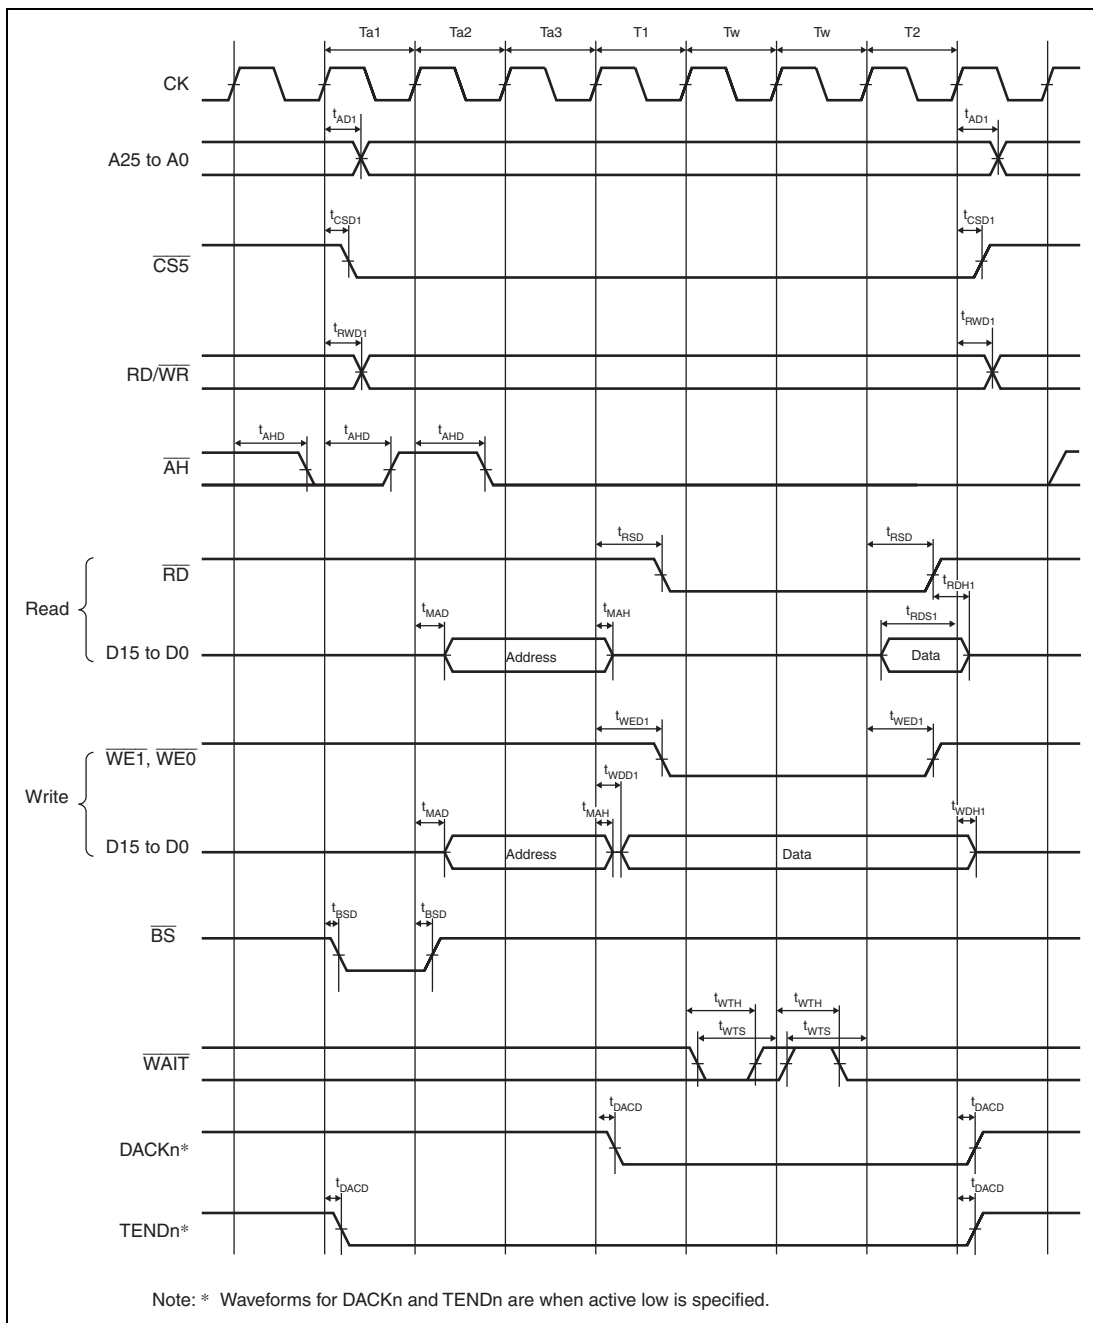 Ta1 Ta2 Ta3 T1 Tw Tw T2
CK
tAD1 tAD1
A25 to A0
tCSD1 tCSD1
CS5
tRWD1 tRWD1
RD/WR
tAHD tAHD tAHD
AH
tRSD tRSD
RD
tRDH1
Read
tMAD tMAH tRDS1
D15 to D0 Address Data
tWED1 tWED1
WE1, WE0
tWDD1
Write
tMAD tMAH tWDH1
D15 to D0 Address Data
tBSD tBSD
BS
tWTH tWTH
tWTS tWTS
WAIT
tDACD tDACD
DACKn*
tDACD tDACD
TENDn*
Note: * Waveforms for DACKn and TENDn are when active low is specified.